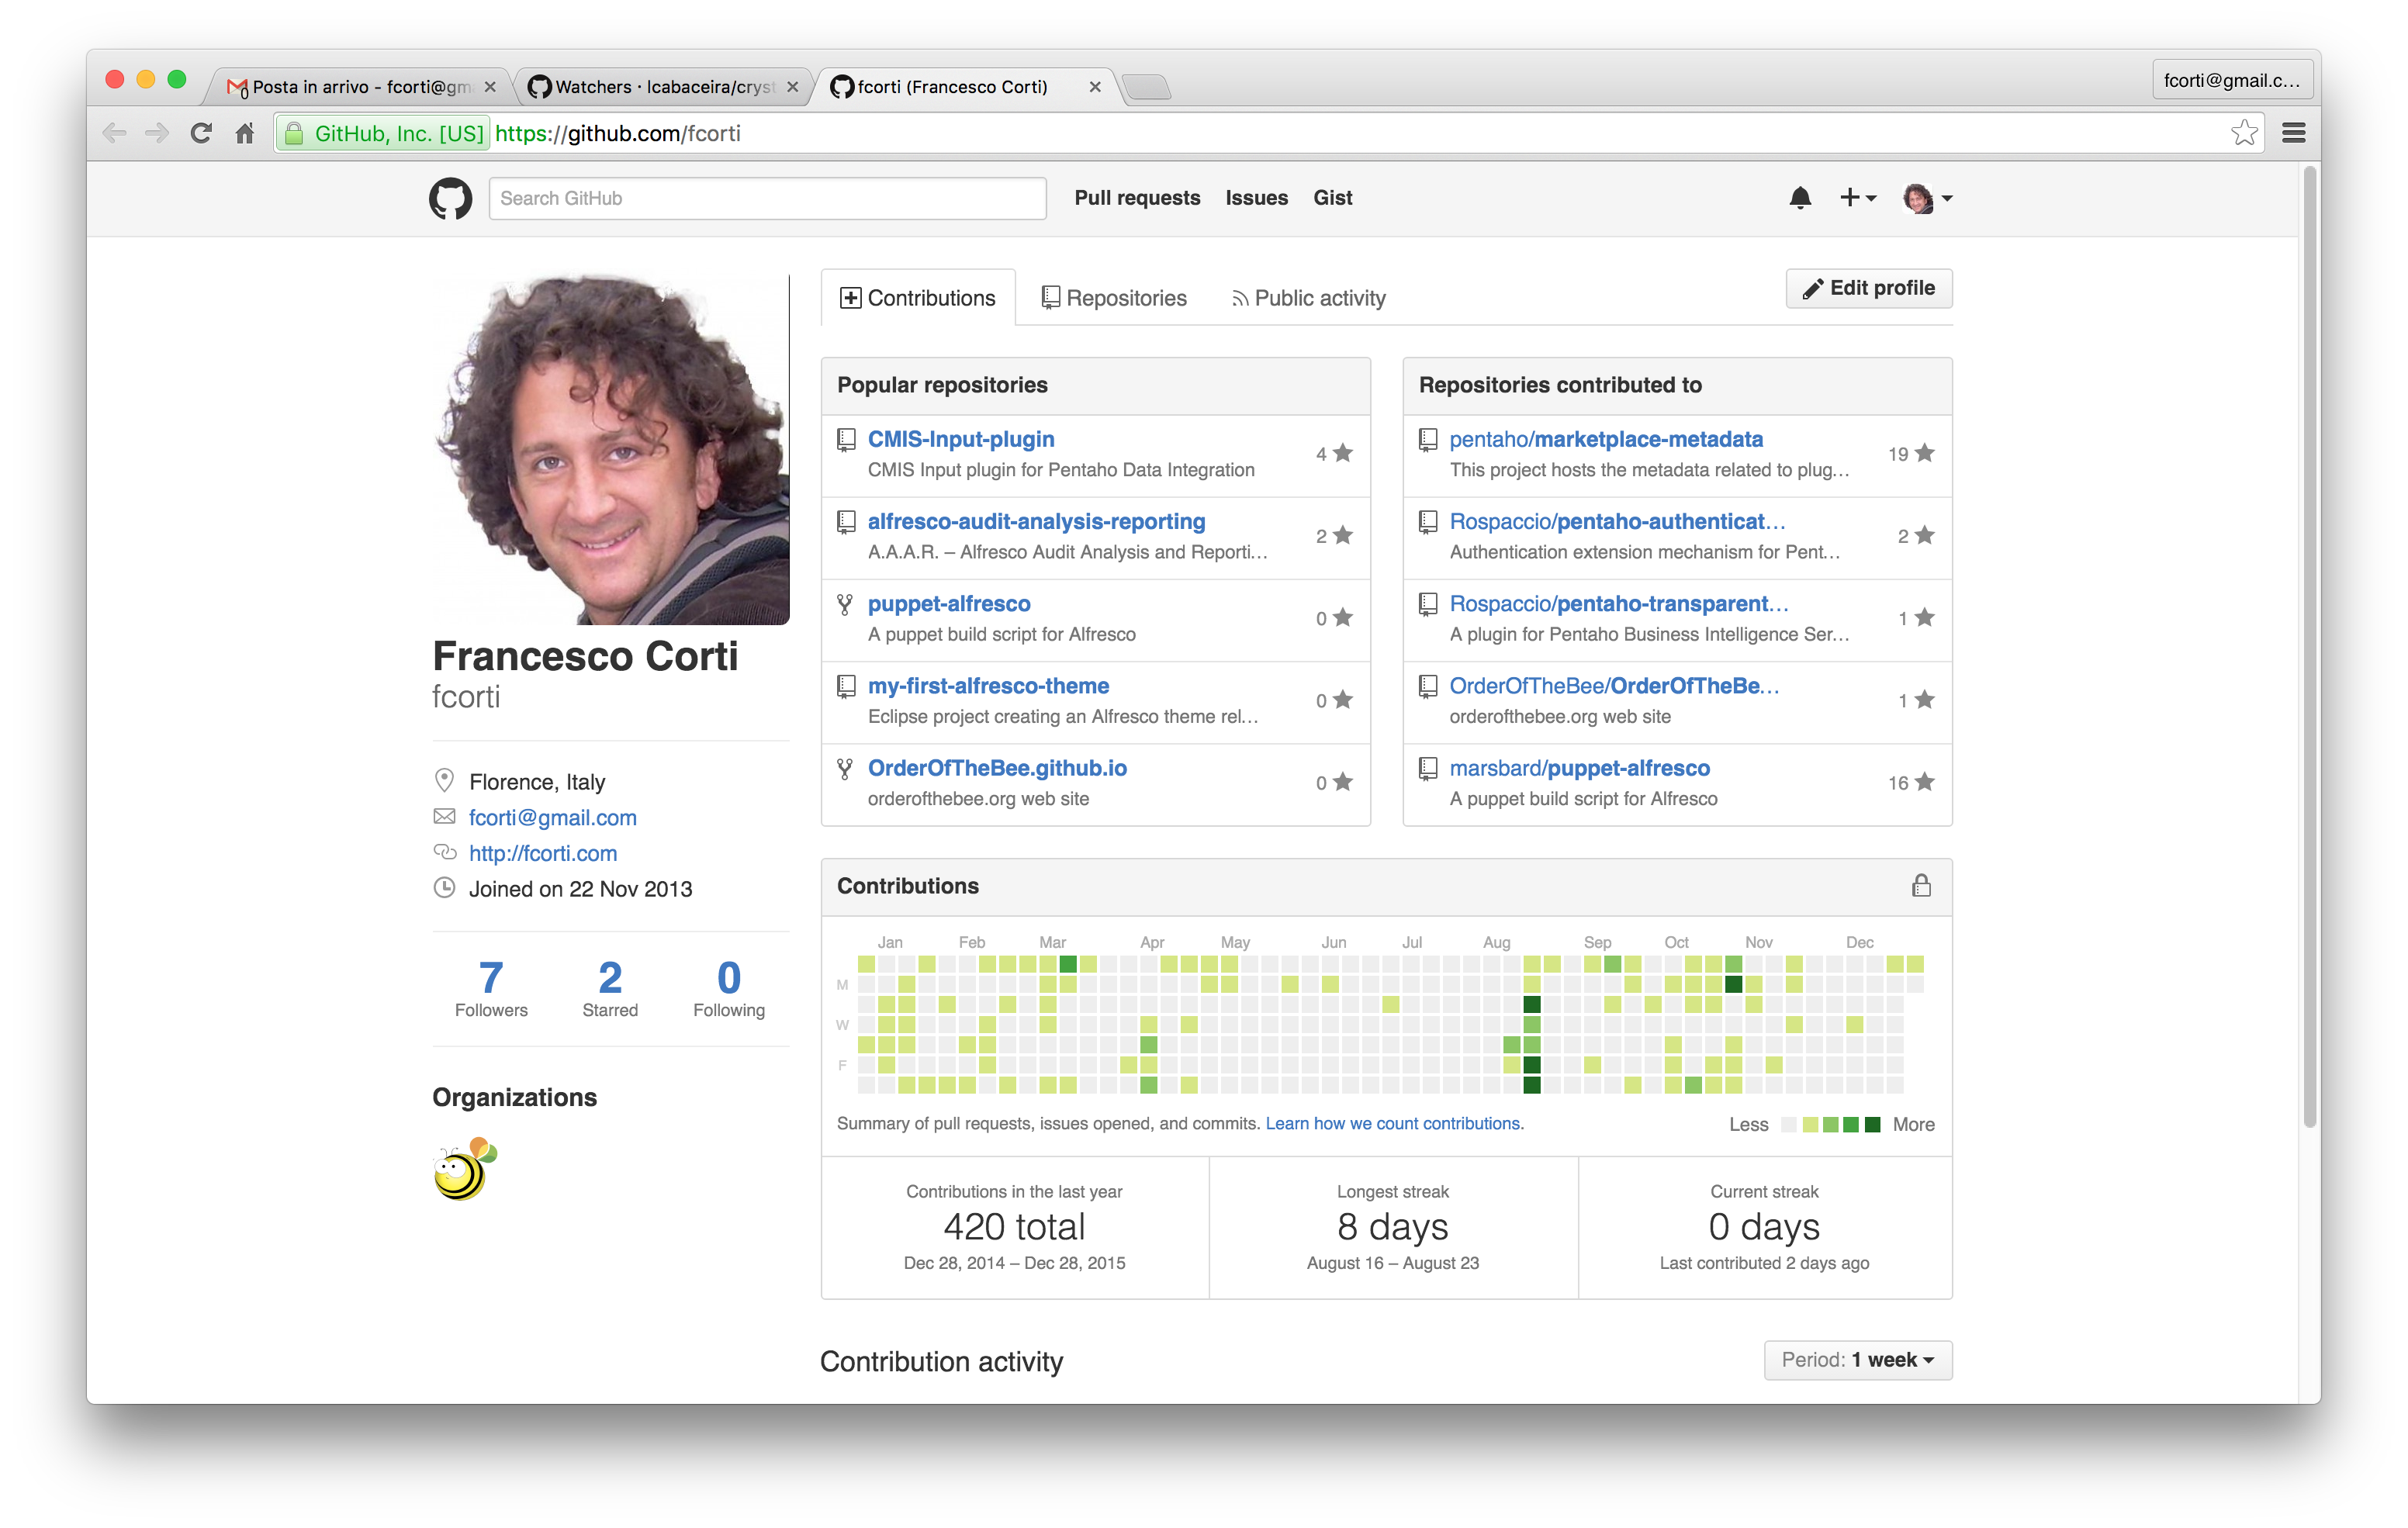 Posta in arrivo - fcorti@gm
Watchers · lcabaceira/cryst
fcorti (Francesco Corti)
fcorti@gmail.c...
GitHub, Inc. [US] https://github.com/fcorti
Search GitHub
Pull requests
Issues
Gist
Contributions
Repositories
Public activity
Edit profile
Francesco Corti
fcorti
Florence, Italy
fcorti@gmail.com
http://fcorti.com
Joined on 22 Nov 2013
7
Followers
2
Starred
0
Following
Organizations
Popular repositories
CMIS-Input-plugin
CMIS Input plugin for Pentaho Data Integration
4
alfresco-audit-analysis-reporting
A.A.A.R. – Alfresco Audit Analysis and Reporti…
2
puppet-alfresco
A puppet build script for Alfresco
0
my-first-alfresco-theme
Eclipse project creating an Alfresco theme rel…
0
OrderOfTheBee.github.io
orderofthebee.org web site
0
Repositories contributed to
pentaho/marketplace-metadata
This project hosts the metadata related to plug…
19
Rospaccio/pentaho-authenticat…
Authentication extension mechanism for Pent…
2
Rospaccio/pentaho-transparent…
A plugin for Pentaho Business Intelligence Ser…
1
OrderOfTheBee/OrderOfTheBe…
orderofthebee.org web site
1
marsbard/puppet-alfresco
A puppet build script for Alfresco
16
Contributions
Jan Feb Mar Apr May Jun Jul Aug Sep Oct Nov Dec
M
W
F
Summary of pull requests, issues opened, and commits. Learn how we count contributions.
Less
More
Contributions in the last year
420 total
Dec 28, 2014 – Dec 28, 2015
Longest streak
8 days
August 16 – August 23
Current streak
0 days
Last contributed 2 days ago
Contribution activity
Period: 1 week